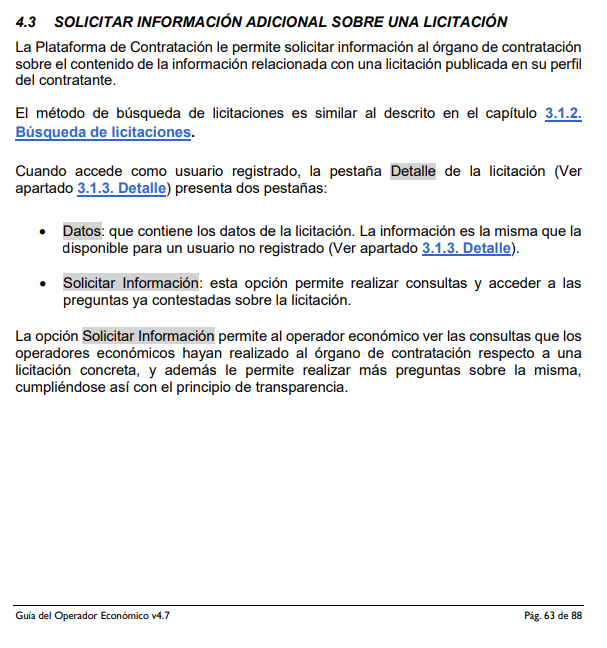 4.3 SOLICITAR INFORMACIÓN ADICIONAL SOBRE UNA LICITACIÓN
La Plataforma de Contratación le permite solicitar información al órgano de contratación
sobre el contenido de la información relacionada con una licitación publicada en su perfil
del contratante.
El método de búsqueda de licitaciones es similar al descrito en el capítulo 3.1.2.
Búsqueda de licitaciones.
Cuando accede como usuario registrado, la pestaña Detalle de la licitación (Ver
apartado 3.1.3. Detalle) presenta dos pestañas:
• Datos: que contiene los datos de la licitación. La información es la misma que la
disponible para un usuario no registrado (Ver apartado 3.1.3. Detalle).
• Solicitar Información: esta opción permite realizar consultas y acceder a las
preguntas ya contestadas sobre la licitación.
La opción Solicitar Información permite al operador económico ver las consultas que los
operadores económicos hayan realizado al órgano de contratación respecto a una
licitación concreta, y además le permite realizar más preguntas sobre la misma,
cumpliéndose así con el principio de transparencia.
Guía del Operador Económico v4.7 Pág. 63 de 88